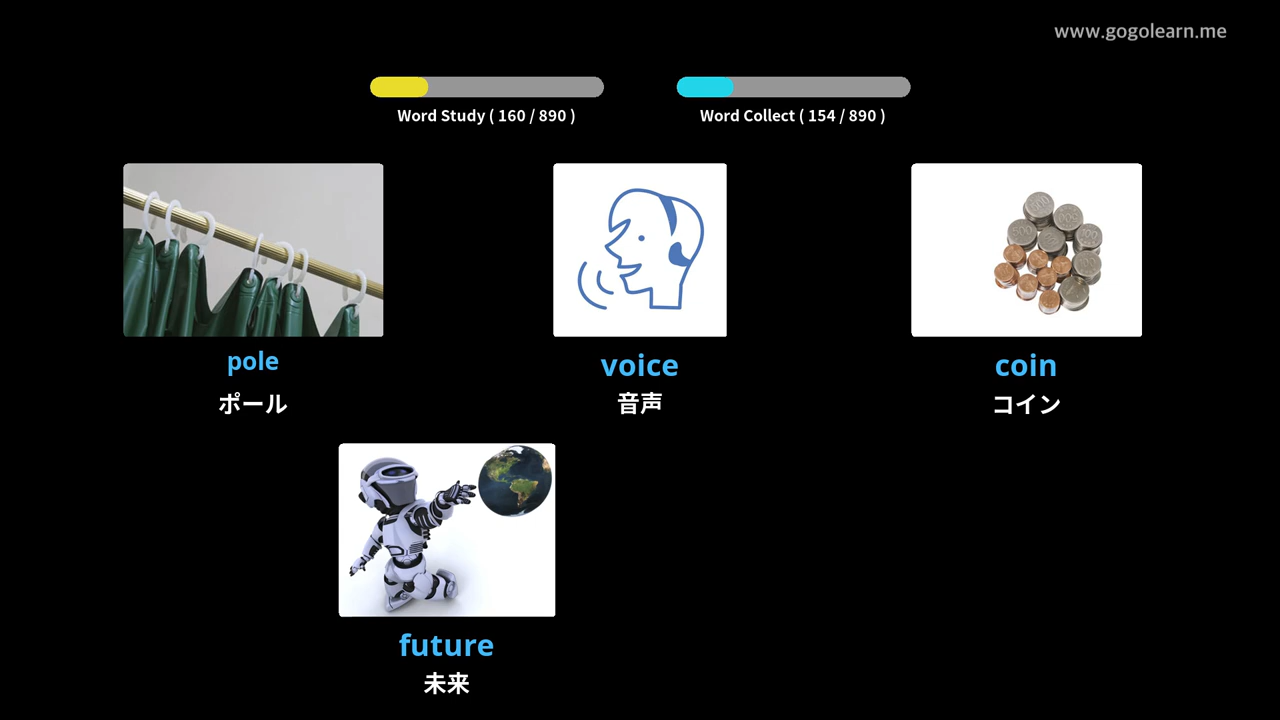 www.gogolearn.me
Word Study ( 160 / 890 )
Word Collect ( 154 / 890 )
pole
voice
coin
ポール
音声
コイン
future
未来